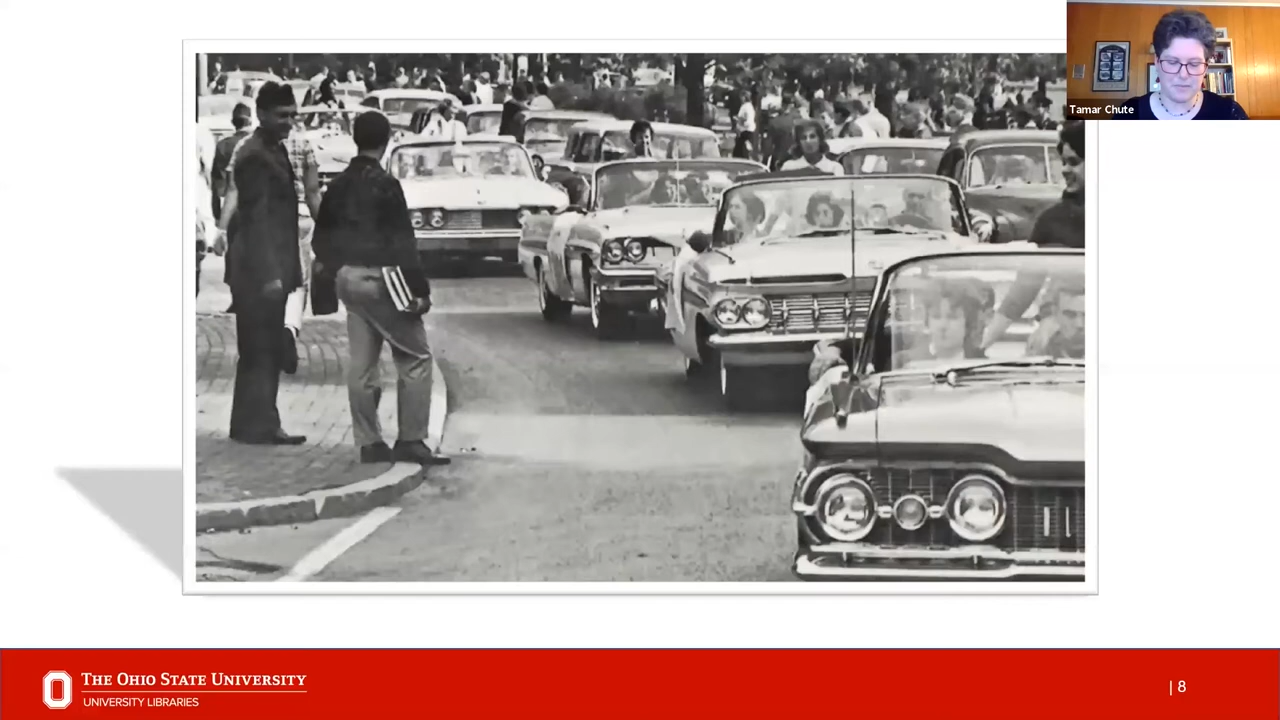 Tamar Chute
THE OHIO STATE UNIVERSITY
UNIVERSITY LIBRARIES
| 8